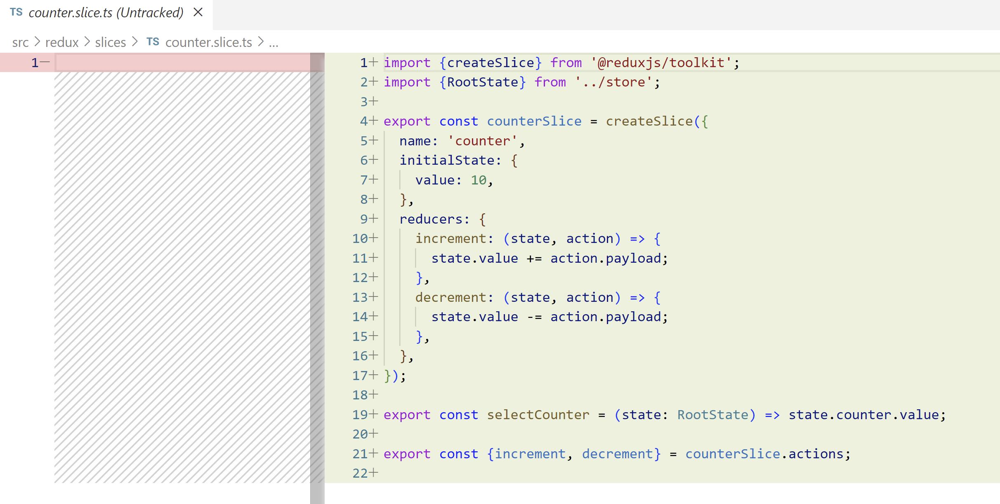 TS counter.slice.ts (Untracked) ×
src > redux > slices > TS counter.slice.ts > ...
1—
1+ import {createSlice} from '@reduxjs/toolkit';
2+ import {RootState} from '../store';
3+
4+ export const counterSlice = createSlice({
5+   name: 'counter',
6+   initialState: {
7+     value: 10,
8+   },
9+   reducers: {
10+     increment: (state, action) => {
11+       state.value += action.payload;
12+     },
13+     decrement: (state, action) => {
14+       state.value -= action.payload;
15+     },
16+   },
17+ });
18+
19+ export const selectCounter = (state: RootState) => state.counter.value;
20+
21+ export const {increment, decrement} = counterSlice.actions;
22+